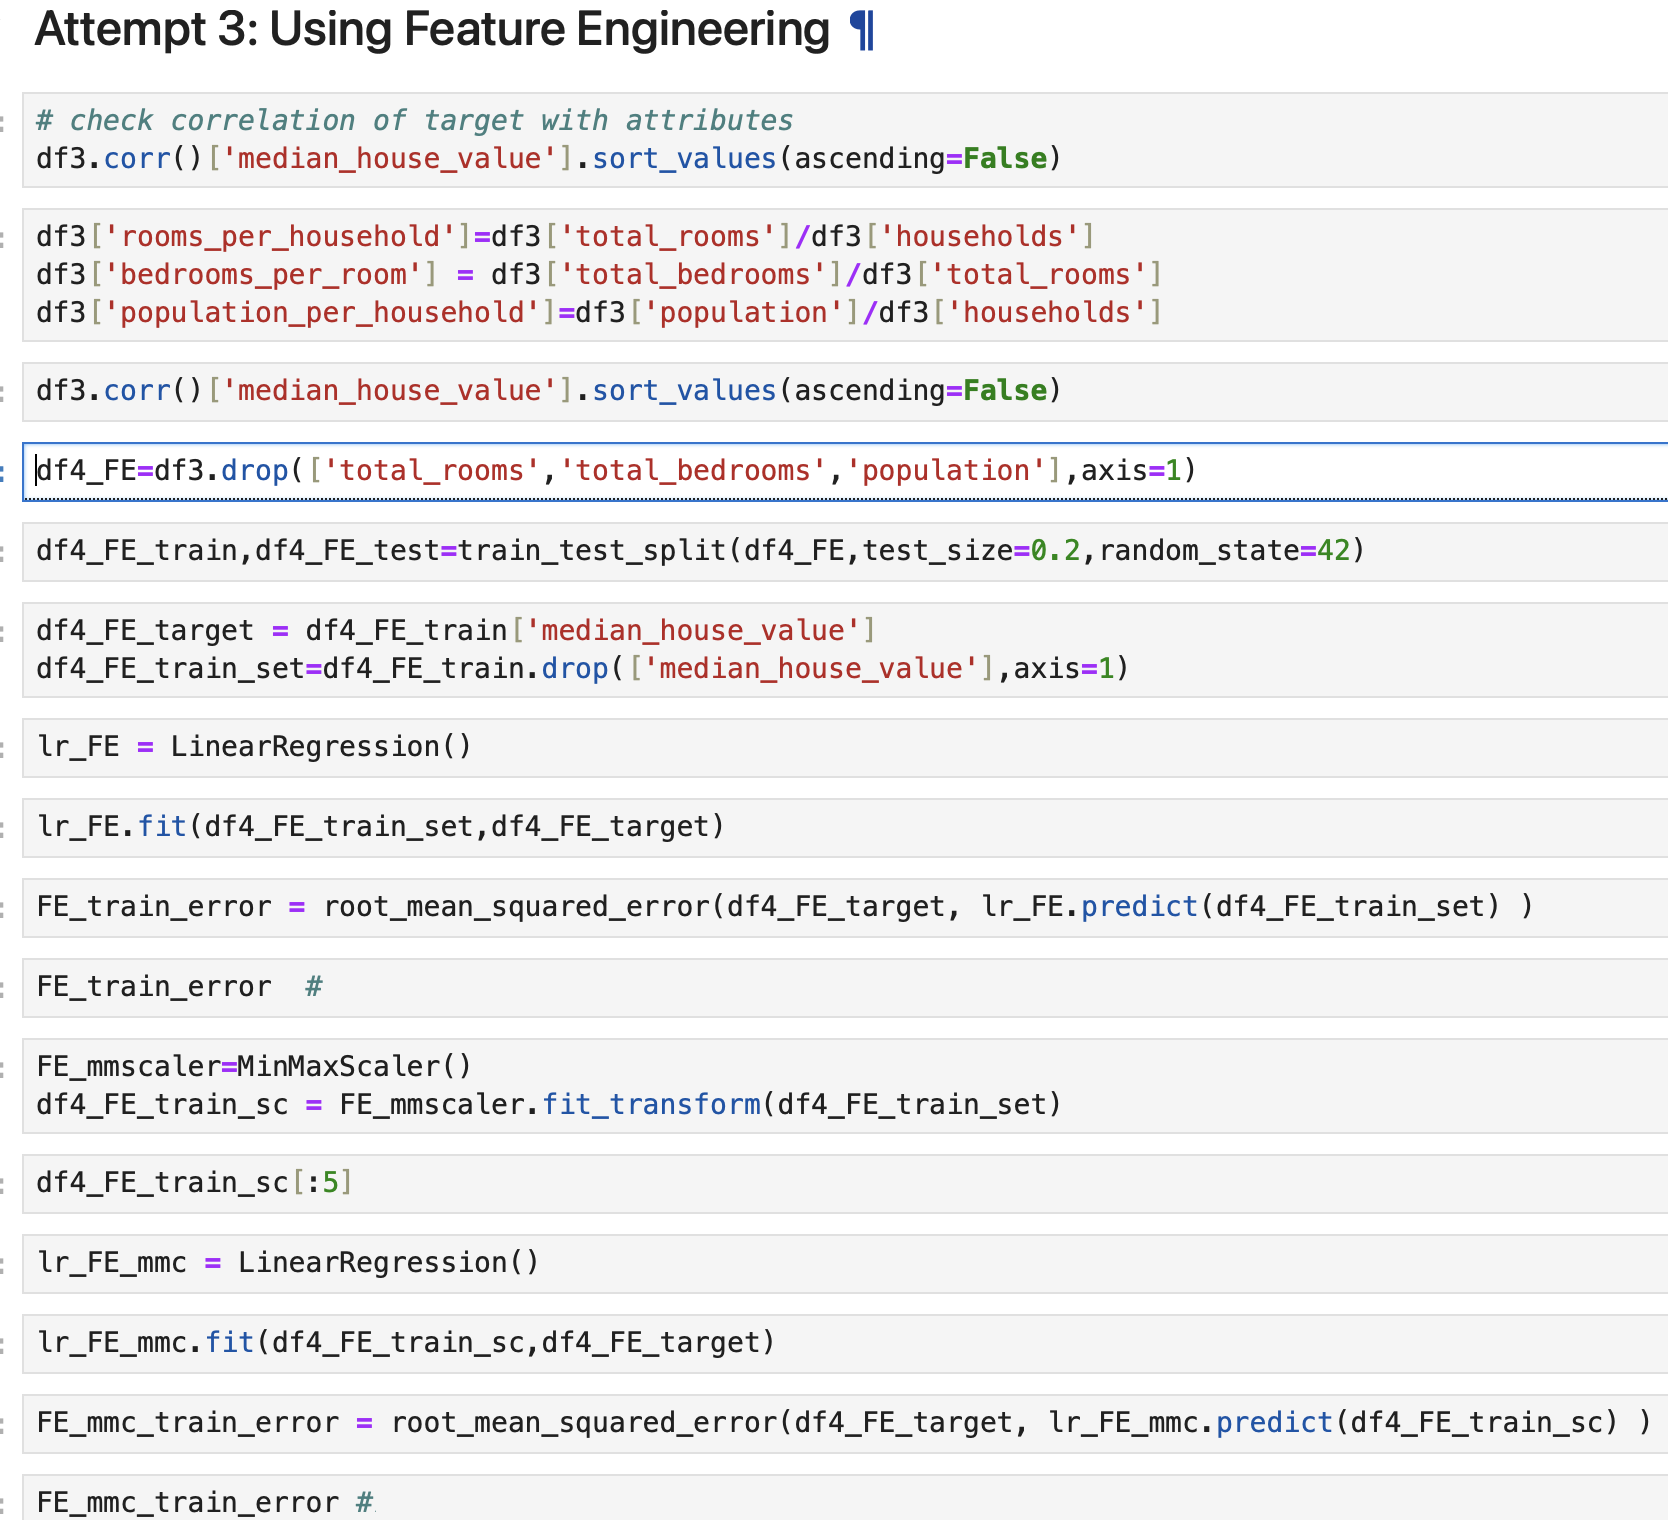 Attempt 3: Using Feature Engineering ¶
# check correlation of target with attributes
df3.corr()['median_house_value'].sort_values(ascending=False)
df3['rooms_per_household']=df3['total_rooms']/df3['households']
df3['bedrooms_per_room'] = df3['total_bedrooms']/df3['total_rooms']
df3['population_per_household']=df3['population']/df3['households']
df3.corr()['median_house_value'].sort_values(ascending=False)
df4_FE=df3.drop(['total_rooms','total_bedrooms','population'],axis=1)
df4_FE_train,df4_FE_test=train_test_split(df4_FE,test_size=0.2,random_state=42)
df4_FE_target = df4_FE_train['median_house_value']
df4_FE_train_set=df4_FE_train.drop(['median_house_value'],axis=1)
lr_FE = LinearRegression()
lr_FE.fit(df4_FE_train_set,df4_FE_target)
FE_train_error = root_mean_squared_error(df4_FE_target, lr_FE.predict(df4_FE_train_set) )
FE_train_error  #
FE_mmscaler=MinMaxScaler()
df4_FE_train_sc = FE_mmscaler.fit_transform(df4_FE_train_set)
df4_FE_train_sc[:5]
lr_FE_mmc = LinearRegression()
lr_FE_mmc.fit(df4_FE_train_sc,df4_FE_target)
FE_mmc_train_error = root_mean_squared_error(df4_FE_target, lr_FE_mmc.predict(df4_FE_train_sc) )
FE_mmc_train_error #